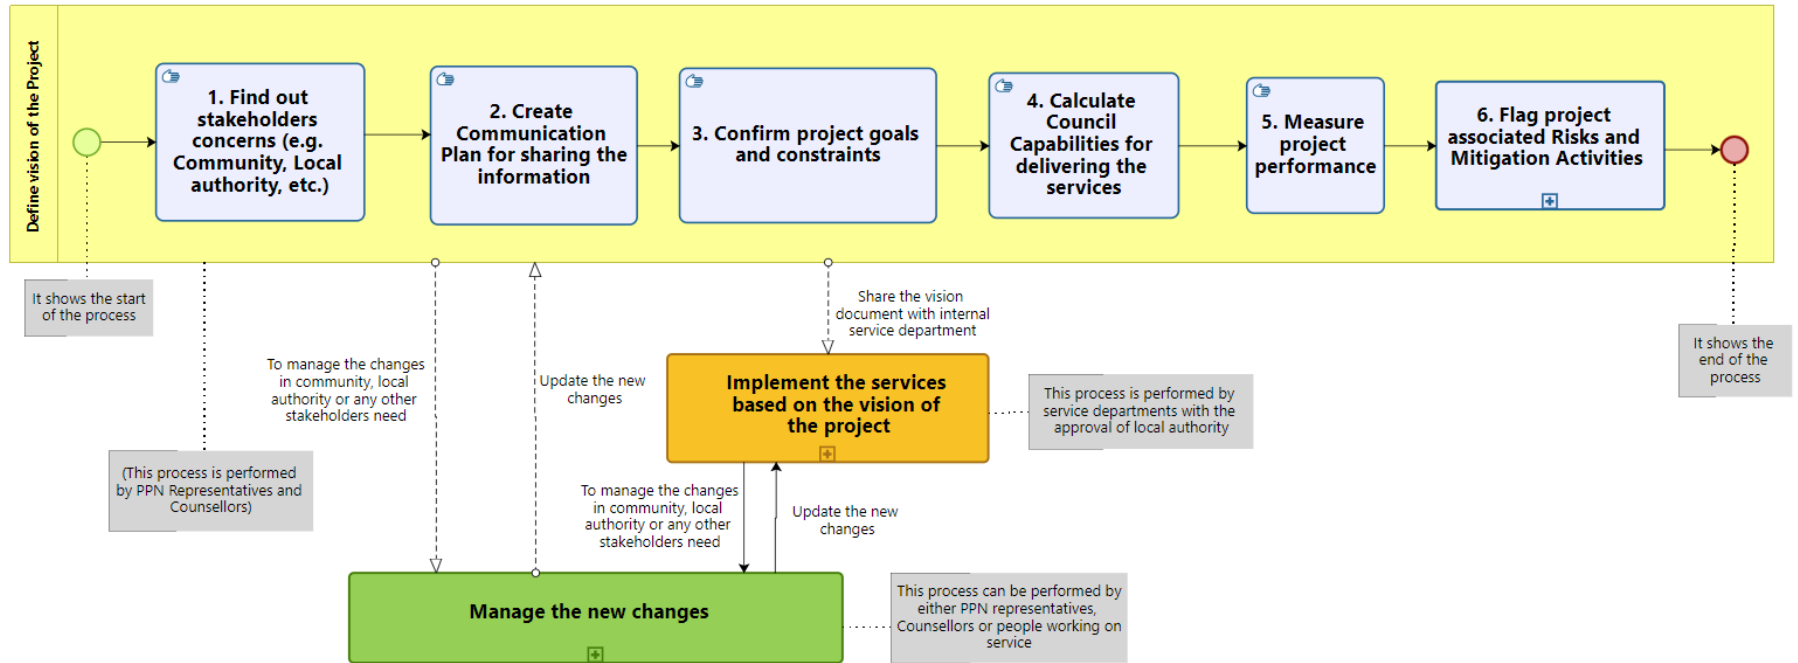 Define vision of the Project
1. Find out
stakeholders
concerns (e.g.
Community, Local
authority, etc.)
2. Create
Communication
Plan for sharing the
information
3. Confirm project goals
and constraints
4. Calculate
Council
Capabilities for
delivering the
services
5. Measure
project
performance
6. Flag project
associated Risks and
Mitigation Activities
It shows the start
of the process
(This process is performed
by PPN Representatives and
Counsellors)
To manage the changes
in community, local
authority or any other
stakeholders need
Update the new
changes
Share the vision
document with internal
service department
Implement the services
based on the vision of
the project
This process is performed by
service departments with the
approval of local authority
It shows the
end of the
process
To manage the changes
in community, local
authority or any other
stakeholders need
Update the new
changes
Manage the new changes
This process can be performed by
either PPN representatives,
Counsellors or people working on
service